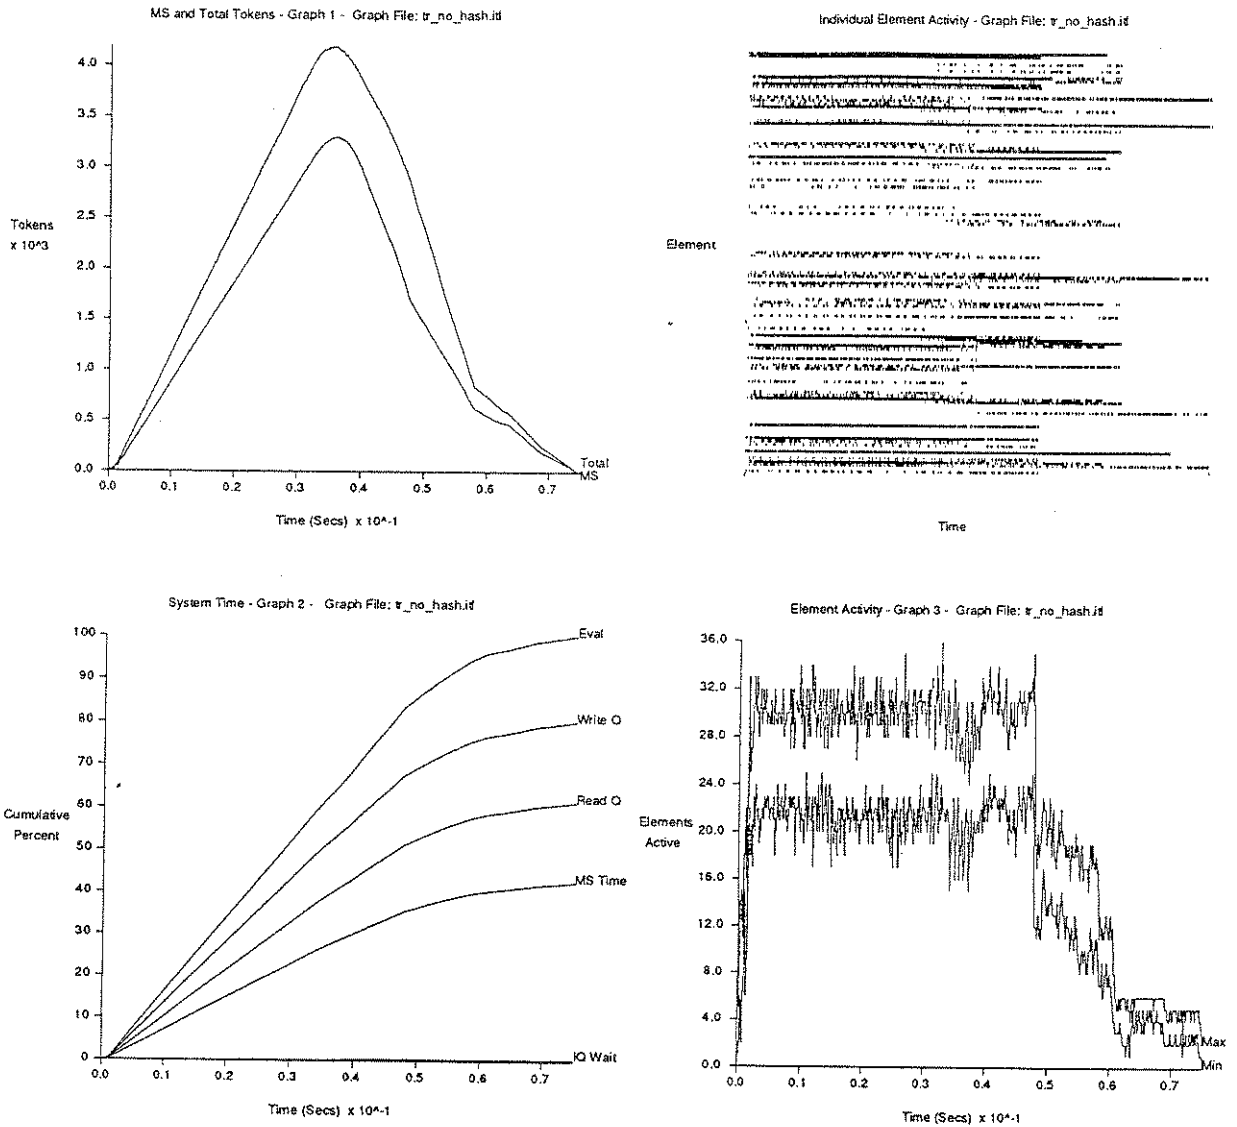 MS and Total Tokens - Graph 1 - Graph File: tr_no_hash.itl
4.0
3.5
3.0
2.5
Tokens
x 10^3
2.0
1.5
1.0
0.5
0.0
Total
MS
0.0 0.1 0.2 0.3 0.4 0.5 0.6 0.7
Time (Secs) x 10^-1
Individual Element Activity - Graph File: tr_no_hash.itl
Element
Time
System Time - Graph 2 - Graph File: tr_no_hash.itl
100
90
80
70
60
50
40
30
20
10
0
Cumulative
Percent
Eval
Write Q
Read Q
MS Time
IQ Wait
0.0 0.1 0.2 0.3 0.4 0.5 0.6 0.7
Time (Secs) x 10^-1
Element Activity - Graph 3 - Graph File: tr_no_hash.itl
36.0
32.0
28.0
24.0
20.0
16.0
12.0
8.0
4.0
0.0
Elements
Active
Max
Min
0.0 0.1 0.2 0.3 0.4 0.5 0.6 0.7
Time (Secs) x 10^-1